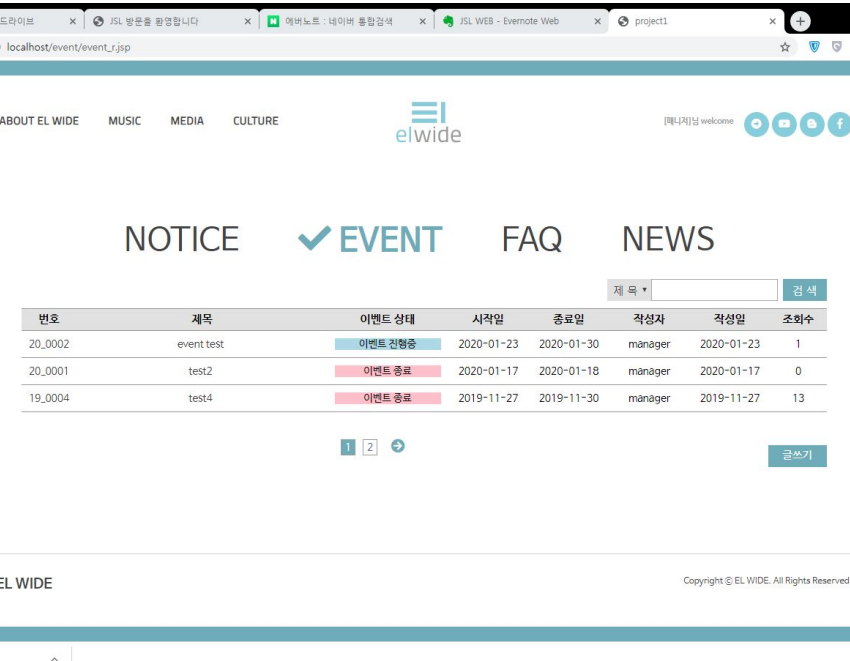 드라이브
JSL 방문을 환영합니다
에버노트 : 네이버 통합검색
JSL WEB - Evernote Web
project1
localhost/event/event_r.jsp
ABOUT EL WIDE MUSIC MEDIA CULTURE
elwide
[매니저]님 welcome
NOTICE EVENT FAQ NEWS
제 목 검 색
번호 제목 이벤트 상태 시작일 종료일 작성자 작성일 조회수
20_0002 event test 이벤트 진행중 2020-01-23 2020-01-30 manager 2020-01-23 1
20_0001 test2 이벤트 종료 2020-01-17 2020-01-18 manager 2020-01-17 0
19_0004 test4 이벤트 종료 2019-11-27 2019-11-30 manager 2019-11-27 13
1 2
글쓰기
EL WIDE
Copyright © EL WIDE. All Rights Reserved